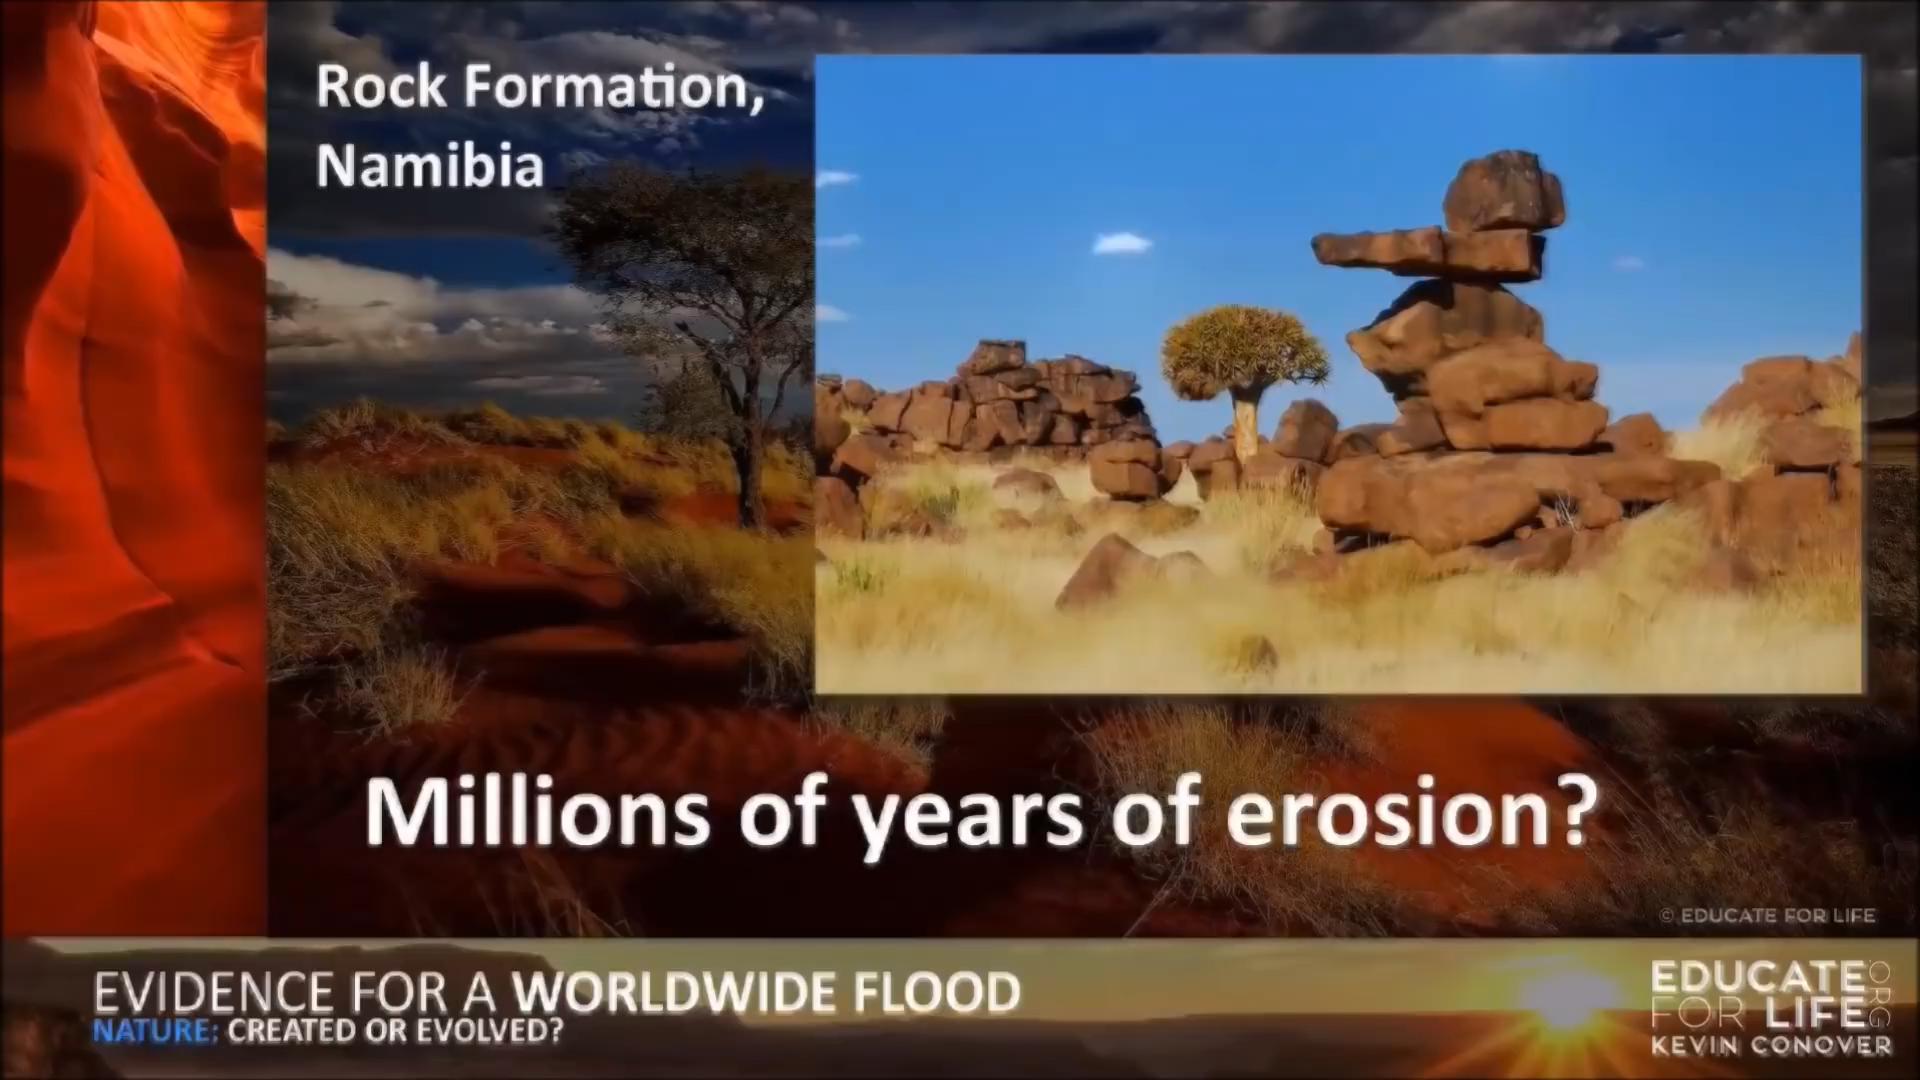 Rock Formation,
Namibia
Millions of years of erosion?
© EDUCATE FOR LIFE
EVIDENCE FOR A WORLDWIDE FLOOD
NATURE: CREATED OR EVOLVED?
EDUCATE
FOR LIFE
.ORG
KEVIN CONOVER